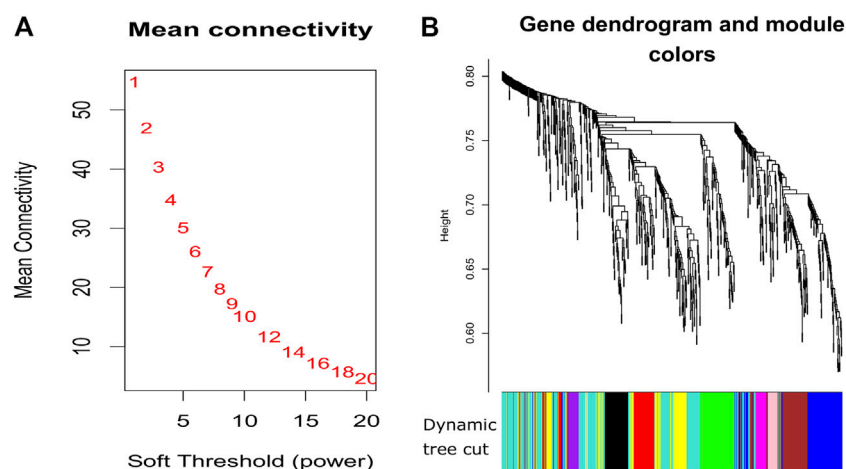 A
Mean connectivity
Mean Connectivity
50
40
30
20
10
1
2
3
4
5
6
7
8
9
10
12
14
16
18
20
5
10
15
20
Soft Threshold (power)
B
Gene dendrogram and module
colors
Height
0.80
0.75
0.70
0.65
0.60
Dynamic
tree cut